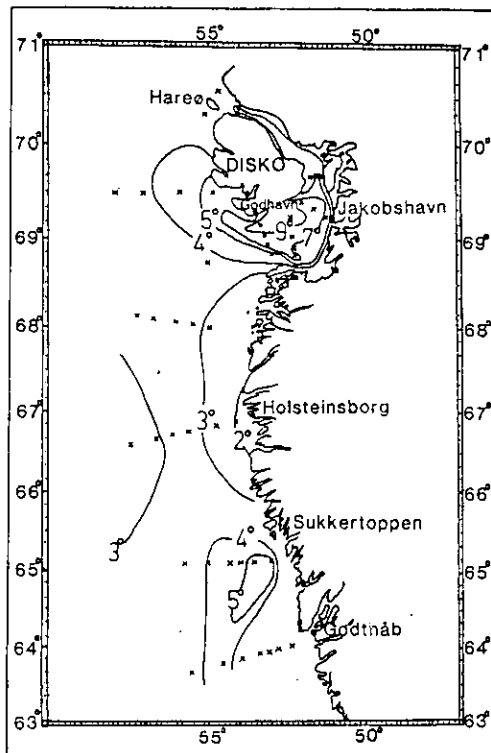 55° 50°
71° 71°
Hareø
70° 70°
DISKO
Godhavn
Jakobshavn
5°
9° 7°
4°
69° 69°
68° 68°
3°
Holsteinsborg
67° 67°
2°
66° 66°
4°
Sukkertoppen
3°
65° 65°
5°
Godthåb
64° 64°
63° 63°
55° 50°